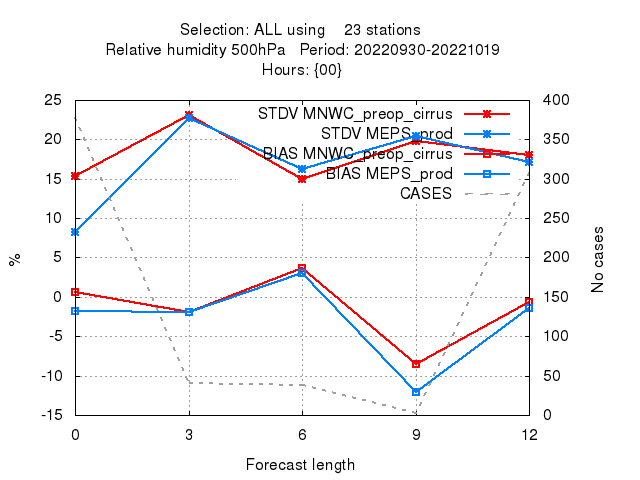 Selection: ALL using 23 stations
Relative humidity 500hPa Period: 20220930-20221019
Hours: {00}
STDV MNWC_preop_cirrus
STDV MEPS_prod
BIAS MNWC_preop_cirrus
BIAS MEPS_prod
CASES
25
20
15
10
5
0
-5
-10
-15
%
400
350
300
250
200
150
100
50
0
No cases
0 3 6 9 12
Forecast length